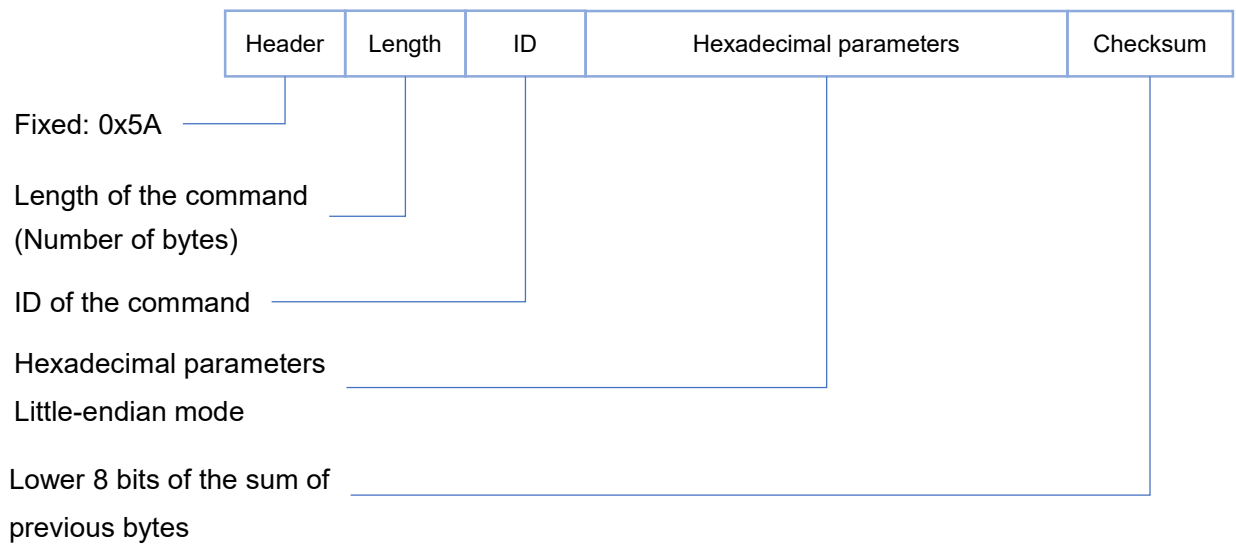 Header Length ID Hexadecimal parameters Checksum
Fixed: 0x5A
Length of the command
(Number of bytes)
ID of the command
Hexadecimal parameters
Little-endian mode
Lower 8 bits of the sum of
previous bytes